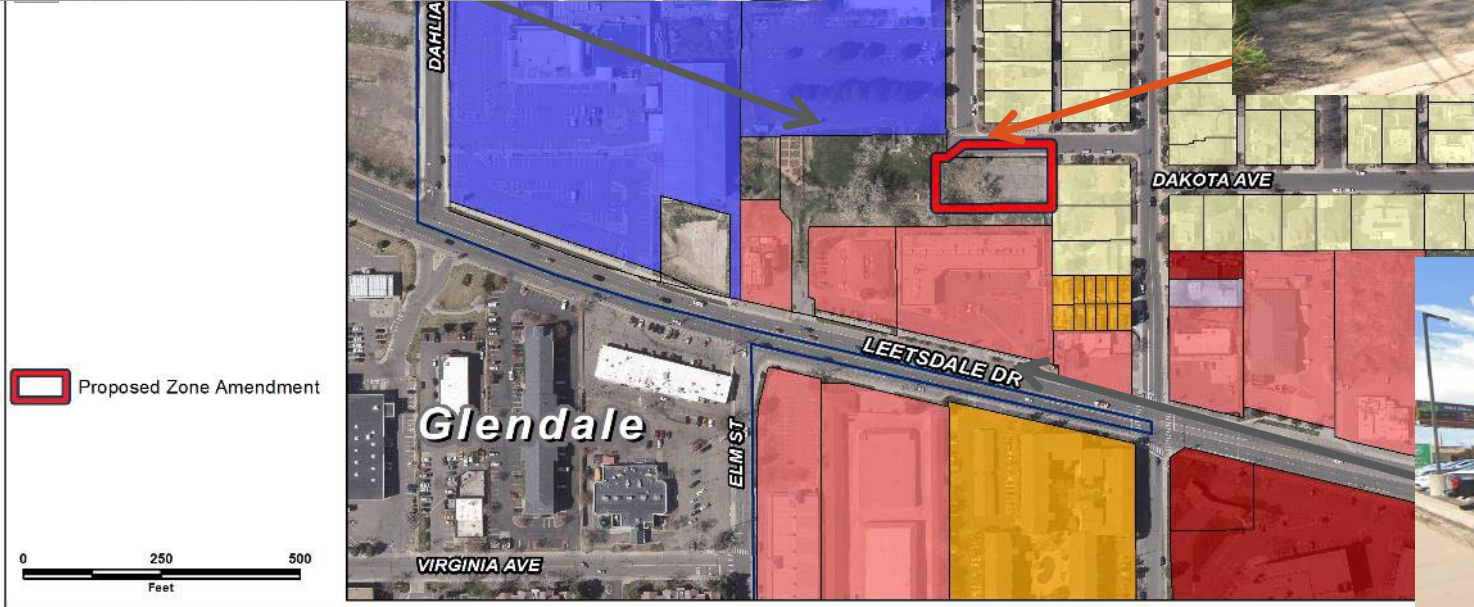 DAHLIA
DAKOTA AVE
Proposed Zone Amendment
LEETSDALE DR
Glendale
ELM ST
0 250 500
Feet
VIRGINIA AVE